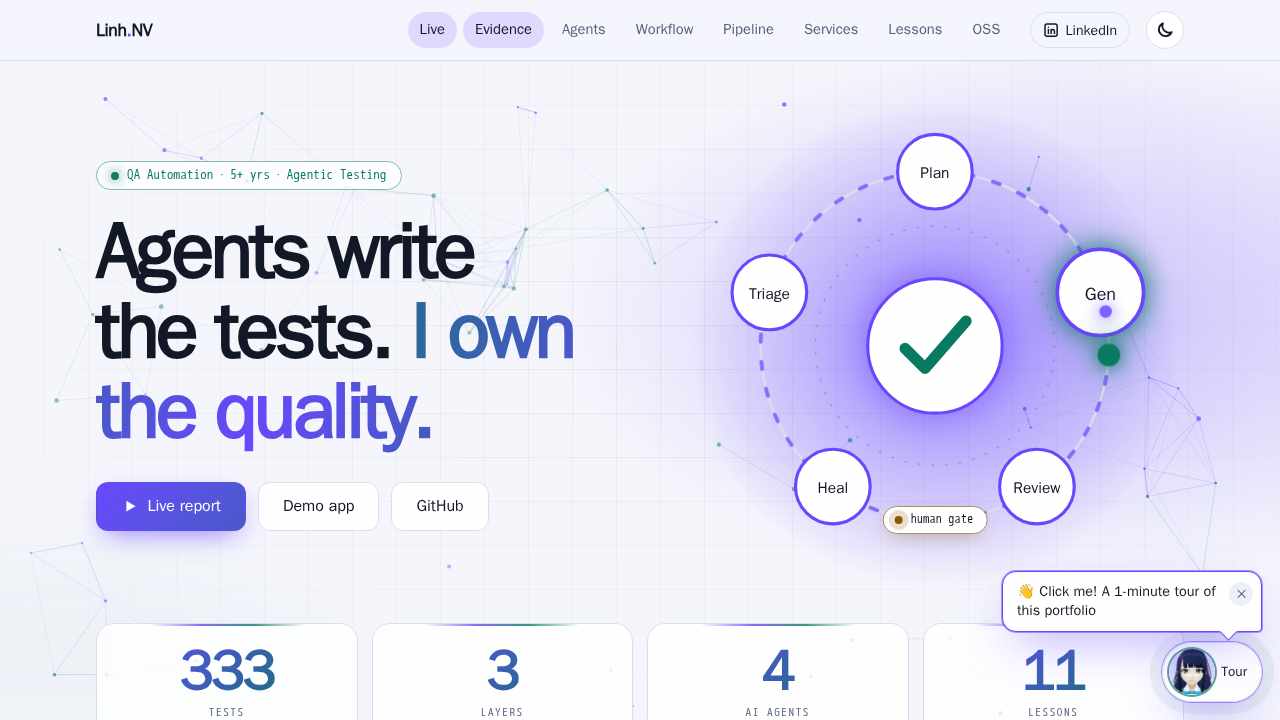 Linh.NV
Live
Evidence
Agents
Workflow
Pipeline
Services
Lessons
OSS
LinkedIn
QA Automation · 5+ yrs · Agentic Testing
Agents write
the tests. I own
the quality.
Live report
Demo app
GitHub
Plan
Gen
Triage
Heal
Review
human gate
👋 Click me! A 1-minute tour of
this portfolio
Tour
333
TESTS
3
LAYERS
4
AI AGENTS
11
LESSONS